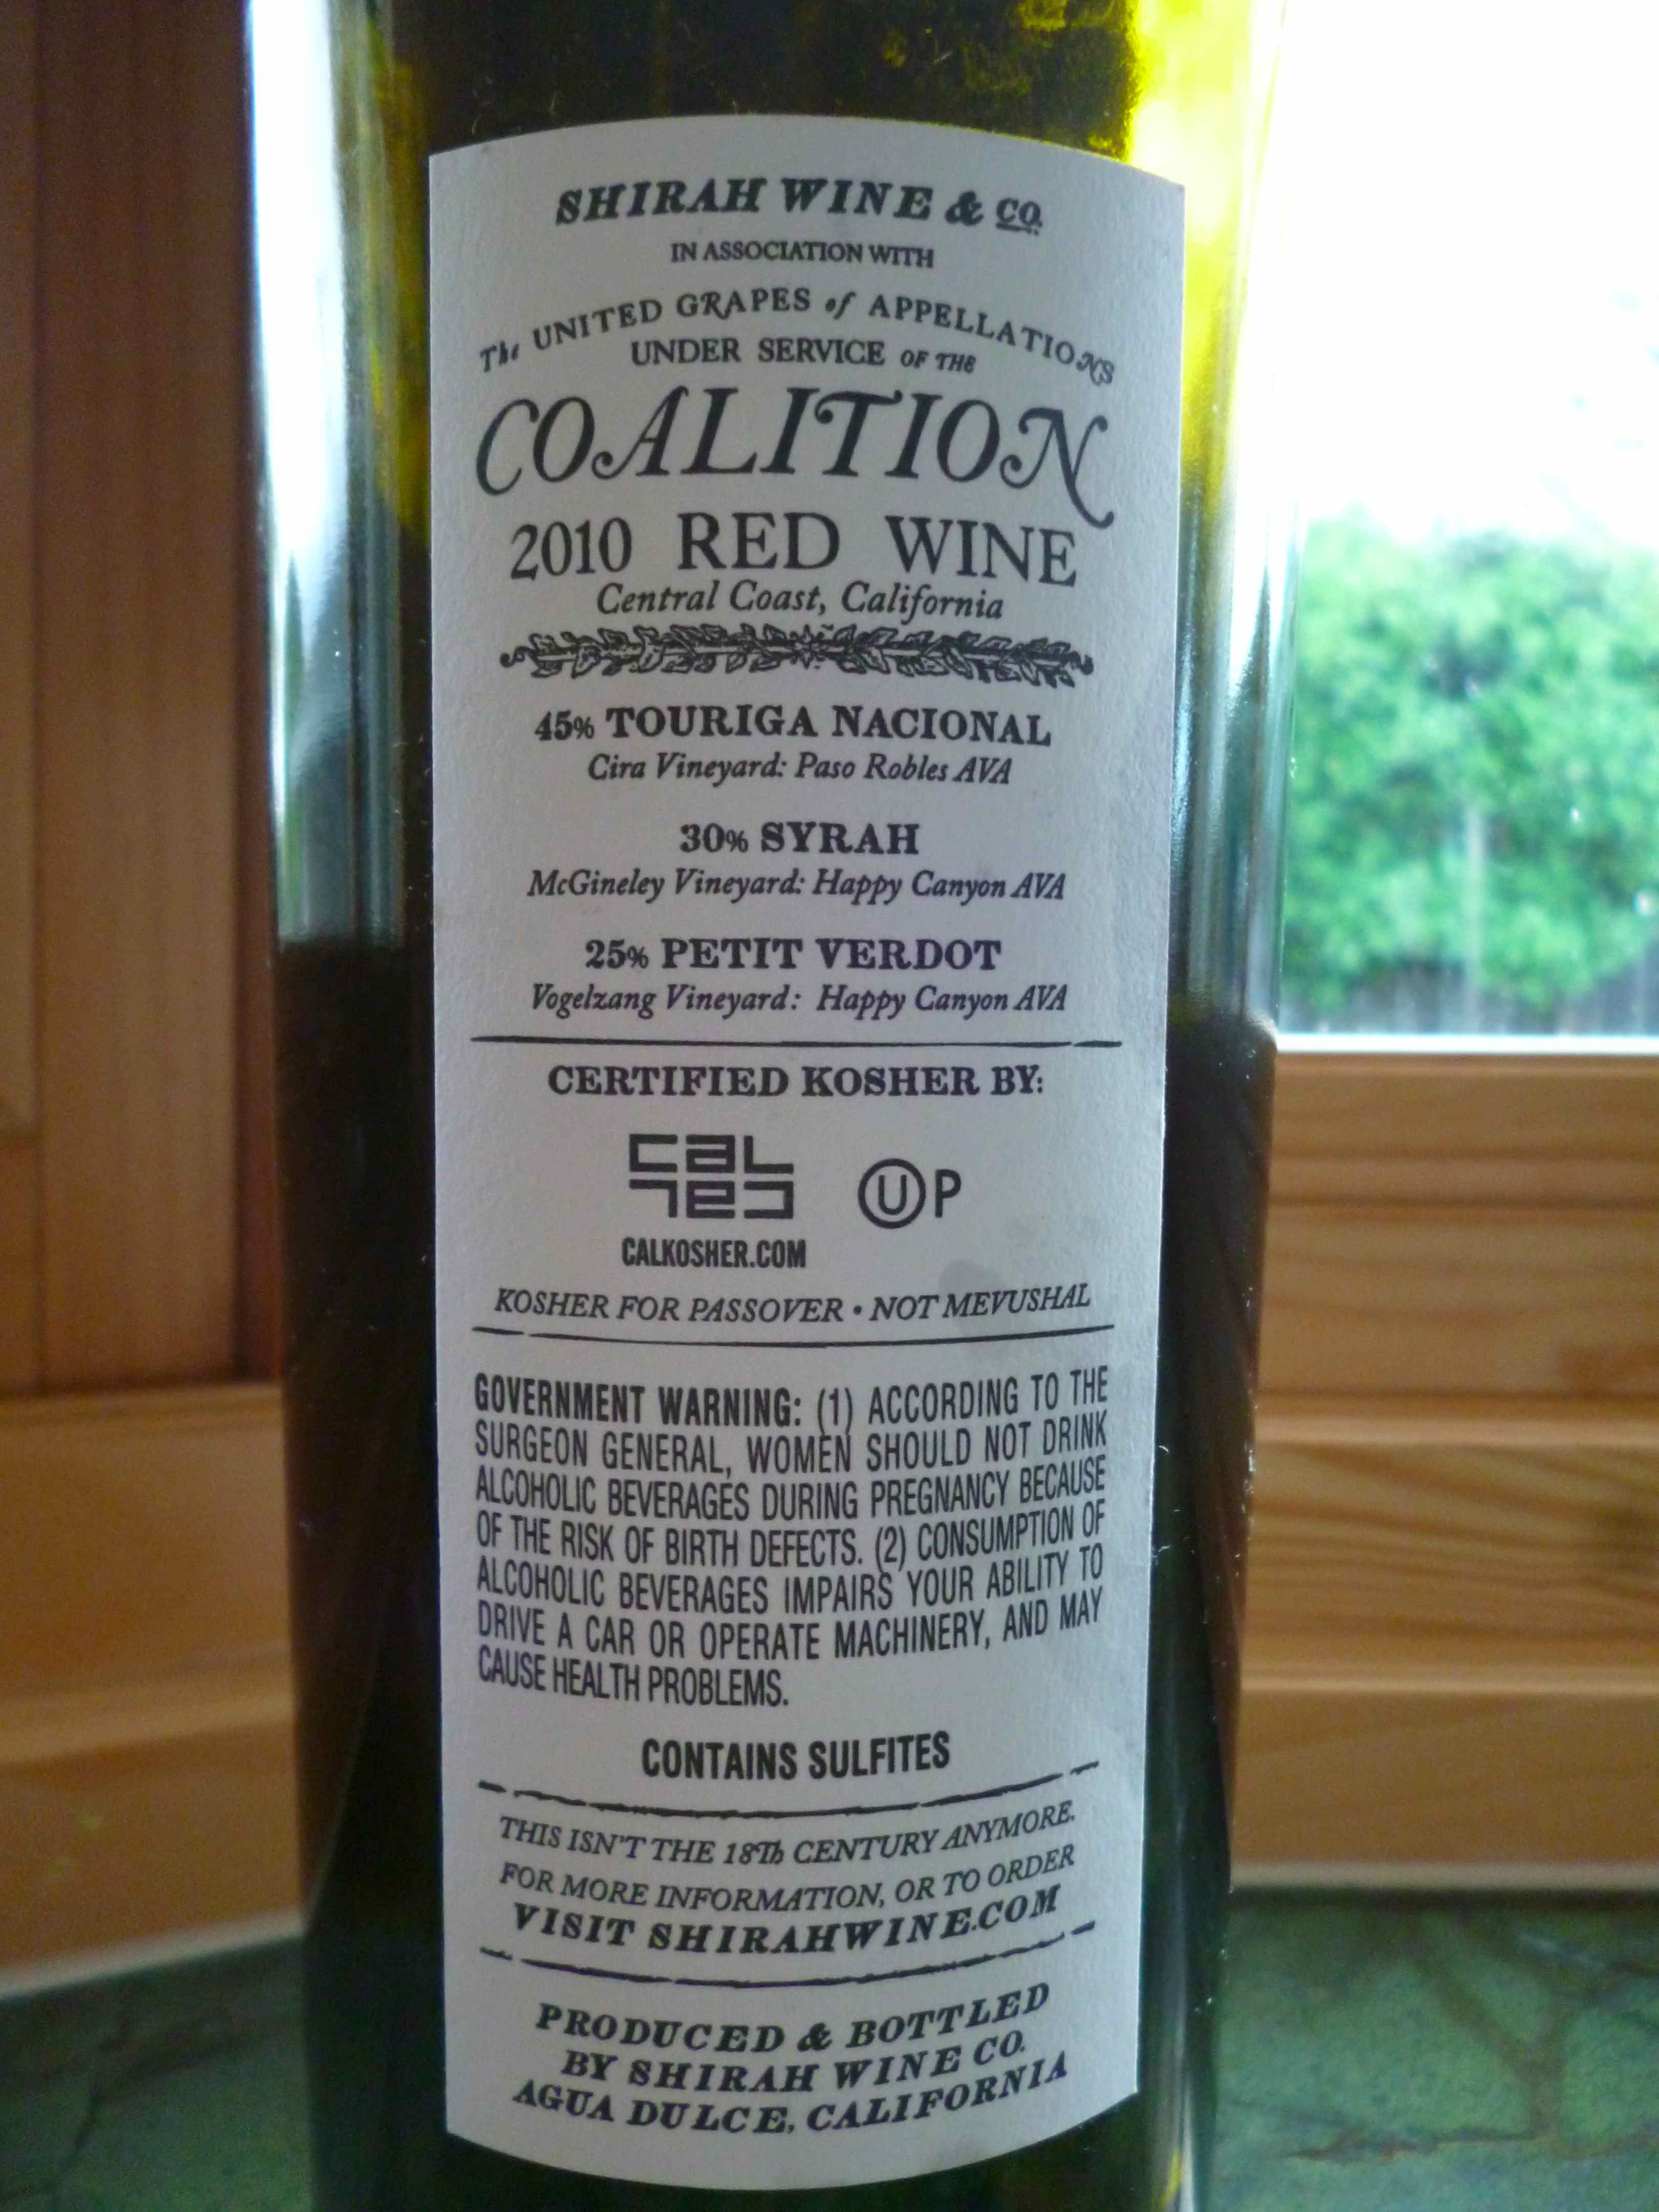 SHIRAH WINE & CO.
IN ASSOCIATION WITH
The UNITED GRAPES of APPELLATIONS
UNDER SERVICE OF THE
COALITION
2010 RED WINE
Central Coast, California
45% TOURIGA NACIONAL
Cira Vineyard: Paso Robles AVA
30% SYRAH
McGineley Vineyard: Happy Canyon AVA
25% PETIT VERDOT
Vogelzang Vineyard: Happy Canyon AVA
CERTIFIED KOSHER BY:
CAL
כשר
U P
CALKOSHER.COM
KOSHER FOR PASSOVER • NOT MEVUSHAL
GOVERNMENT WARNING: (1) ACCORDING TO THE
SURGEON GENERAL, WOMEN SHOULD NOT DRINK
ALCOHOLIC BEVERAGES DURING PREGNANCY BECAUSE
OF THE RISK OF BIRTH DEFECTS. (2) CONSUMPTION OF
ALCOHOLIC BEVERAGES IMPAIRS YOUR ABILITY TO
DRIVE A CAR OR OPERATE MACHINERY, AND MAY
CAUSE HEALTH PROBLEMS.
CONTAINS SULFITES
THIS ISN'T THE 18Th CENTURY ANYMORE.
FOR MORE INFORMATION, OR TO ORDER
VISIT SHIRAHWINE.COM
PRODUCED & BOTTLED
BY SHIRAH WINE CO.
AGUA DULCE, CALIFORNIA